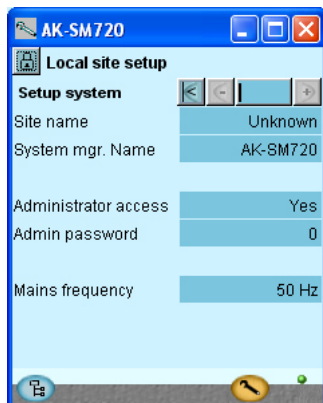 AK-SM720
Local site setup
Setup system
Site name Unknown
System mgr. Name AK-SM720
Administrator access Yes
Admin password 0
Mains frequency 50 Hz